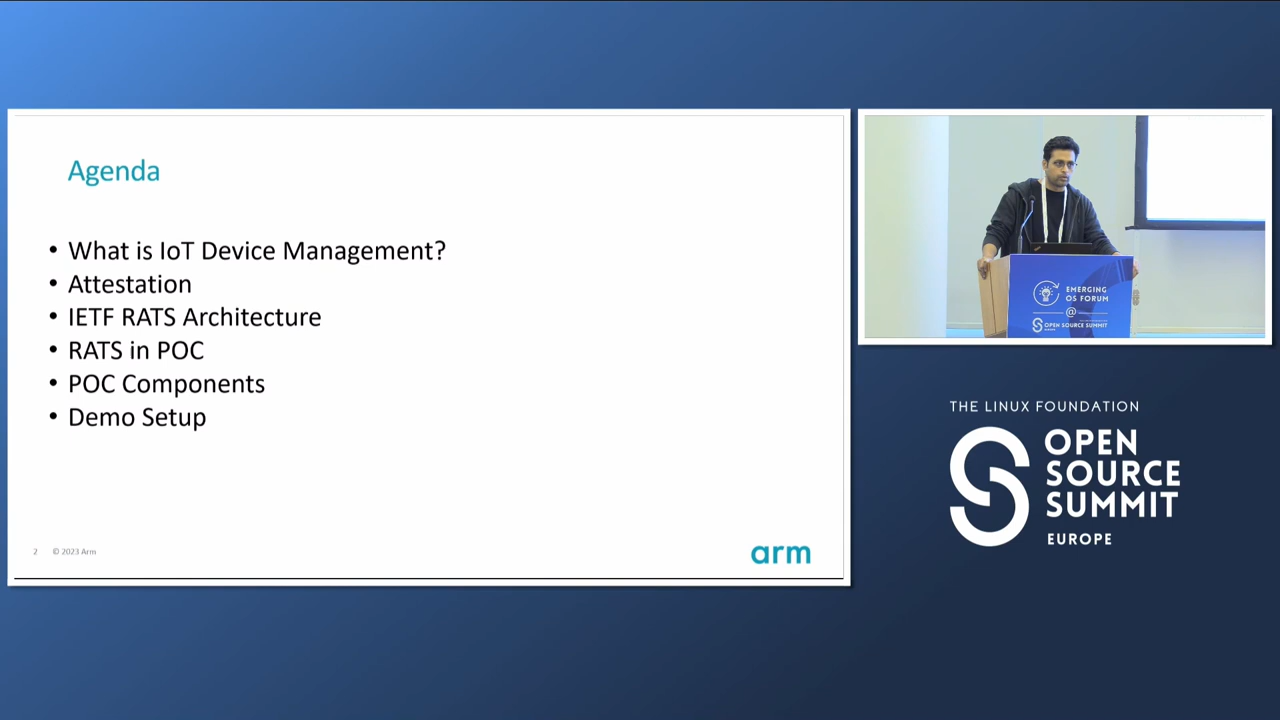 Agenda
• What is IoT Device Management?
• Attestation
• IETF RATS Architecture
• RATS in POC
• POC Components
• Demo Setup
2 © 2023 Arm
arm
EMERGING
OS FORUM
@
OPEN SOURCE SUMMIT
EUROPE
THE LINUX FOUNDATION
OPEN
SOURCE
SUMMIT
EUROPE